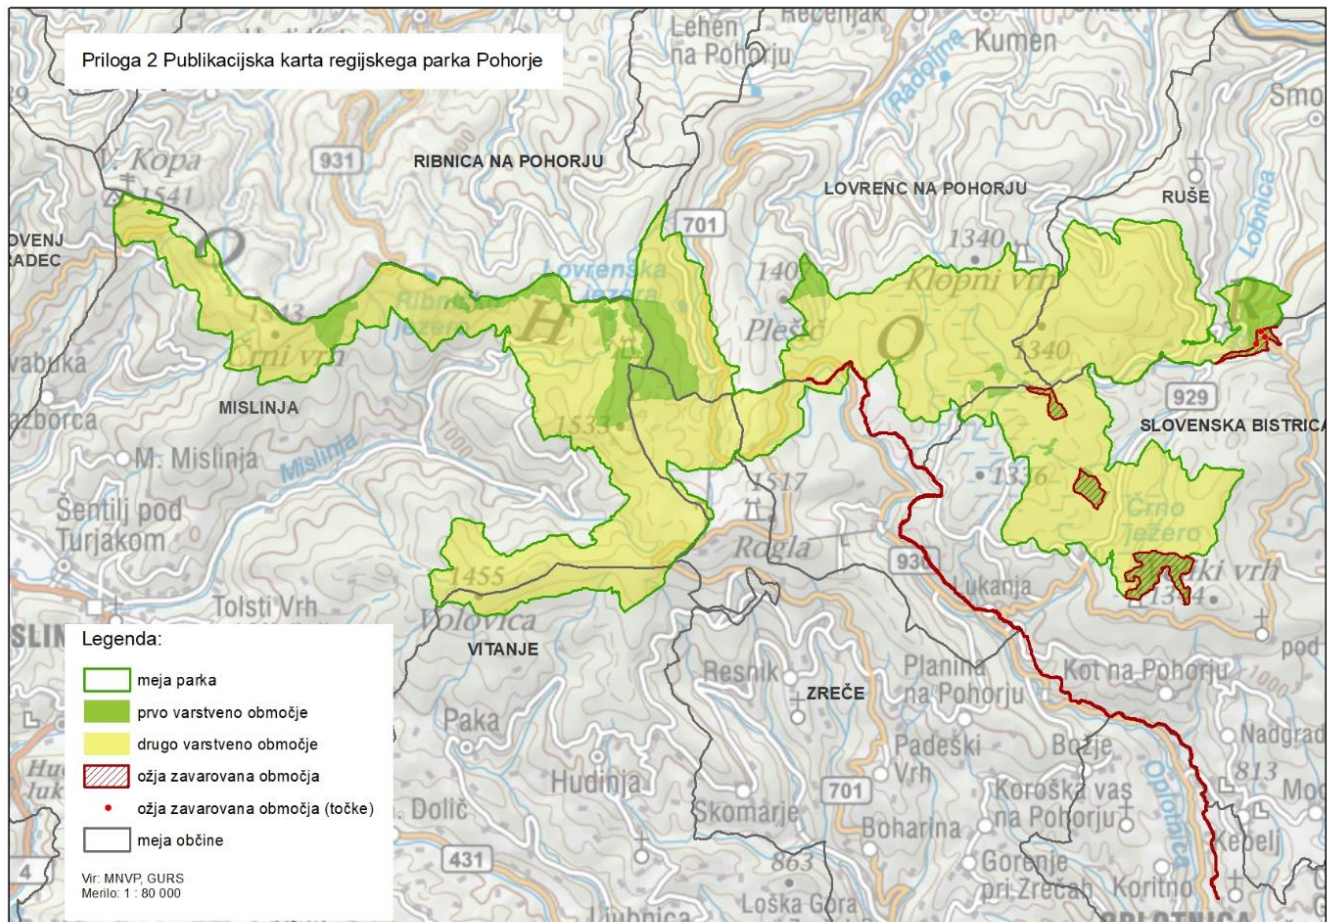 Priloga 2 Publikacijska karta regijskega parka Pohorje
Lehen
na Pohorju
Kumen
Radoljna
Smo
V. Kopa
1541
931
RIBNICA NA POHORJU
701
LOVRENC NA POHORJU
RUŠE
Lobnica
OVENJ
RADEC
1340
Klopni vrh
Lovrenška
jezera
Ribniško
jezero
Plešič
H
O
R
Črni vrh
1340
929
vabuka
azborca
MISLINJA
SLOVENSKA BISTRICA
M. Mislinja
Mislinja
1517
1336
Črno
jezero
Šentilj pod
Turjakom
Rogla
930
Lukanja
1455
Volovica
Tolsti Vrh
VITANJE
Resnik
ZREČE
Planina
na Pohorju
Kot na Pohorju
pod
1000
Legenda:
meja parka
prvo varstveno območje
drugo varstveno območje
ožja zavarovana območja
ožja zavarovana območja (točke)
meja občine
Vir: MNVP, GURS
Merilo: 1 : 80 000
Paka
Hudinja
Dolič
431
Padeški
Vrh
Božje
Nadgrad
813
701
Skomarje
Koroška vas
na Pohorju
Oplotnica
Boharina
Kebelj
863
Gorenje
pri Zrečah
Koritno
Loška Gora
4